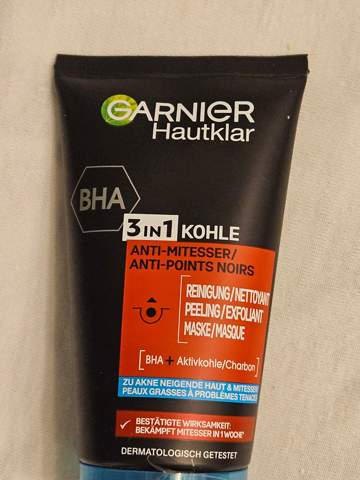 GARNIER
Hautklar
BHA
3 IN 1 KOHLE
ANTI-MITESSER/
ANTI-POINTS NOIRS
REINIGUNG/NETTOYANT
PEELING/EXFOLIANT
MASKE/MASQUE
[BHA + Aktivkohle/Charbon]
ZU AKNE NEIGENDE HAUT & MITESSER/
PEAUX GRASSES À PROBLÈMES TENACES
BESTÄTIGTE WIRKSAMKEIT:
BEKÄMPFT MITESSER IN 1 WOCHE*
DERMATOLOGISCH GETESTET